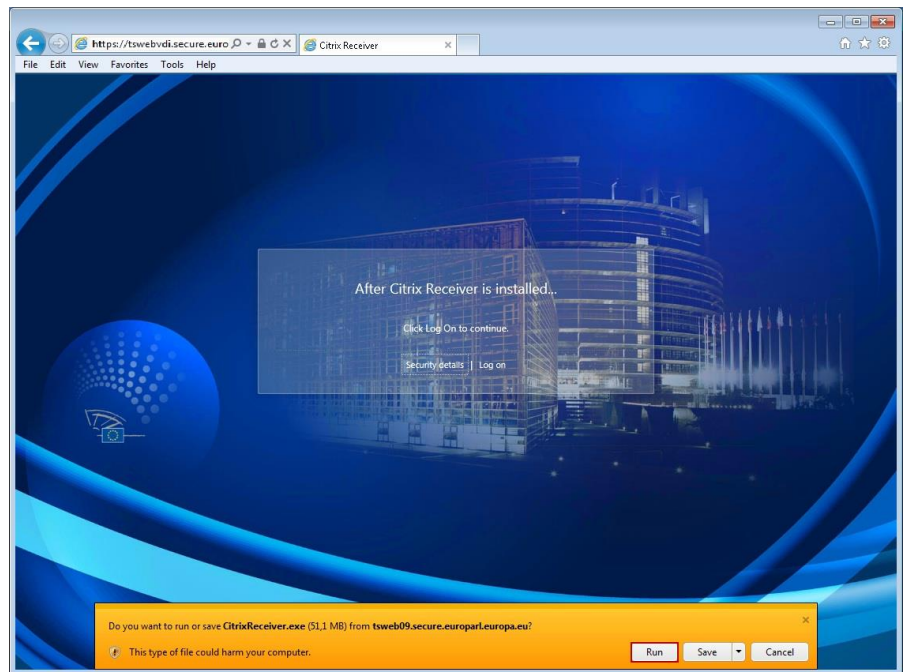 https://tswebvdi.secure.euro
Citrix Receiver
File Edit View Favorites Tools Help
After Citrix Receiver is installed...
Click Log On to continue.
Security details | Log on
Do you want to run or save CitrixReceiver.exe (51,1 MB) from tsweb09.secure.europarl.europa.eu?
This type of file could harm your computer.
Run Save Cancel